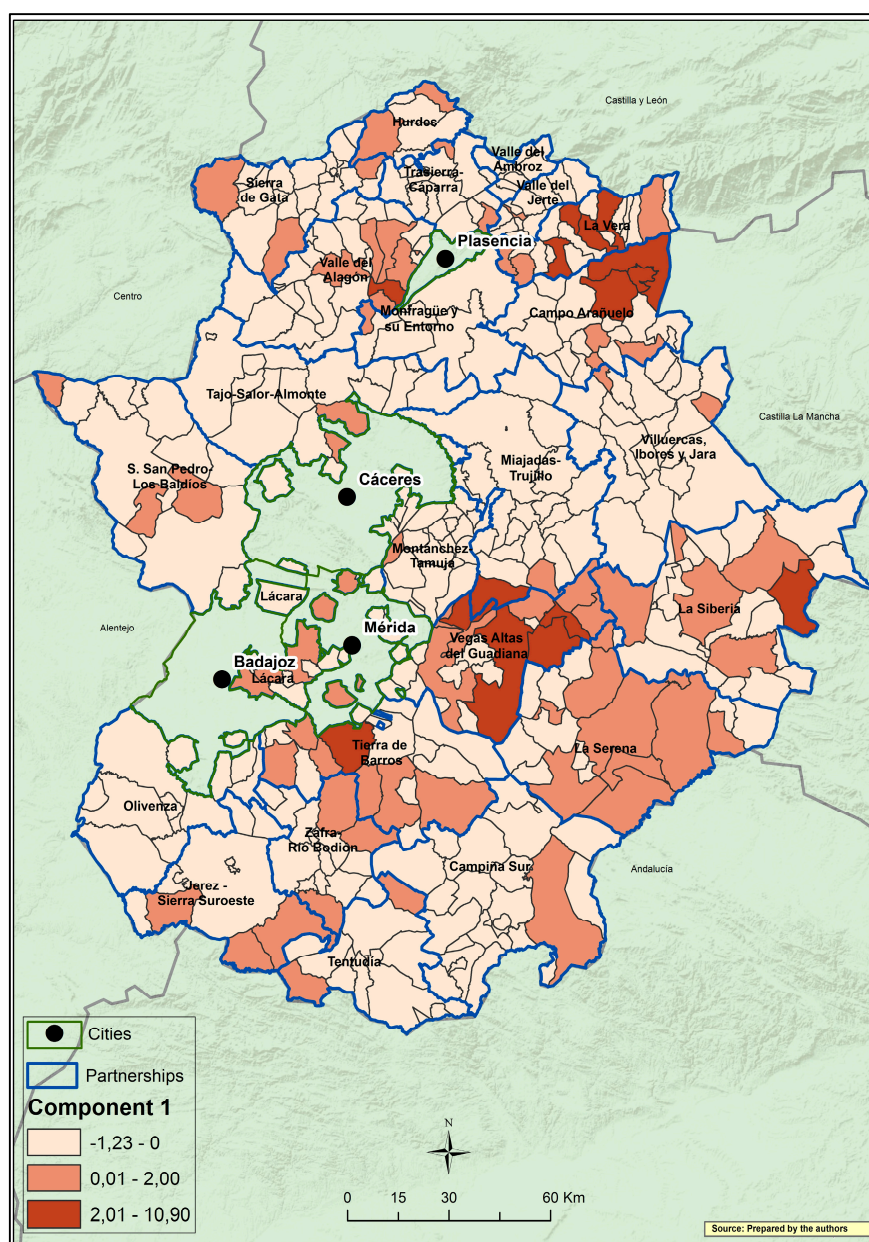 Castilla y León
Hurdes
Valle del
Ambroz
Trasierra-
Cáparra
Sierra
de Gata
Valle del
Jerte
La Vera
Plasencia
Valle del
Alagón
Centro
Monfragüe y
su Entorno
Campo Arañuelo
Tajo-Salor-Almonte
Castilla La Mancha
Villuercas,
Ibores y Jara
Miajadas-
Trujillo
S. San Pedro-
Los Baldíos
Cáceres
Montánchez-
Tamuja
Lácara
La Siberia
Alentejo
Mérida
Vegas Altas
del Guadiana
Badajoz
Lácara
Tierra de
Barros
La Serena
Olivenza
Zafra-
Río Bodión
Campiña Sur
Andalucía
Jerez -
Sierra Suroeste
Tentudía
Cities
Partnerships
Component 1
-1,23 - 0
0,01 - 2,00
2,01 - 10,90
N
0 15 30 60 Km
Source: Prepared by the authors